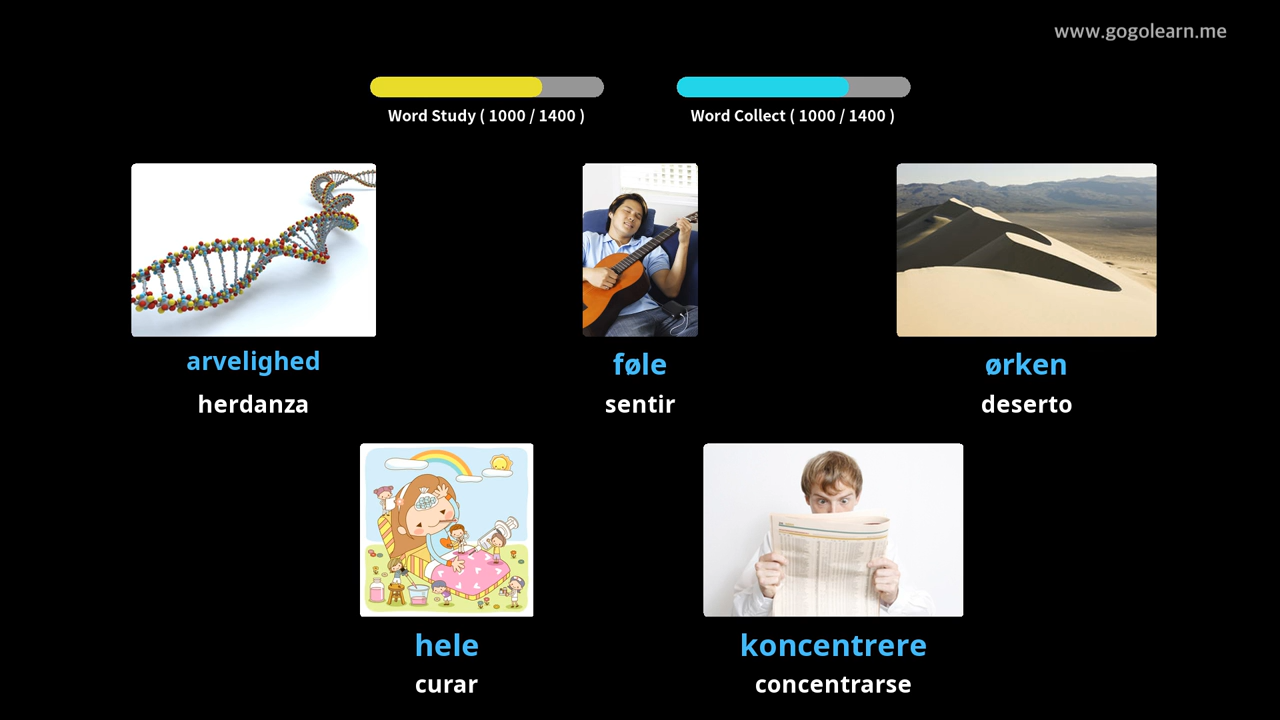 www.gogolearn.me
Word Study ( 1000 / 1400 )
Word Collect ( 1000 / 1400 )
arvelighed
føle
ørken
herdanza
sentir
deserto
hele
koncentrere
curar
concentrarse